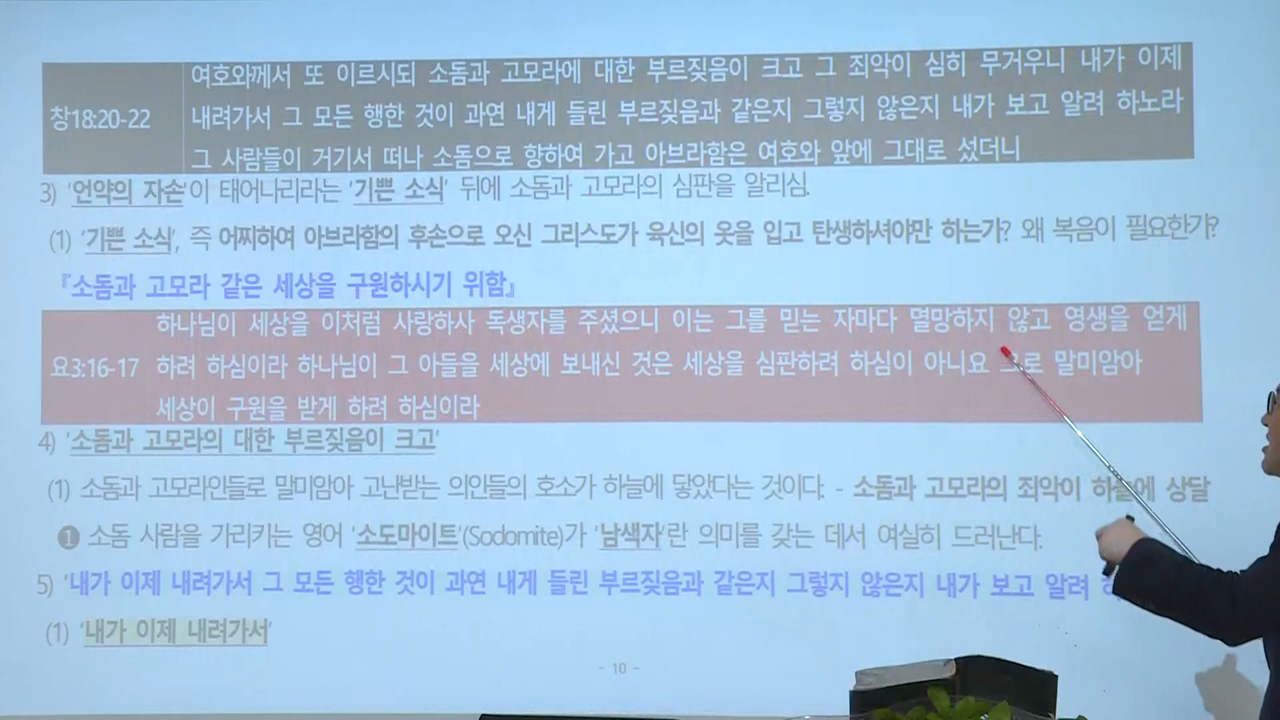 여호와께서 또 이르시되 소돔과 고모라에 대한 부르짖음이 크고 그 죄악이 심히 무거우니 내가 이제
창18:20-22 내려가서 그 모든 행한 것이 과연 내게 들린 부르짖음과 같은지 그렇지 않은지 내가 보고 알려 하노라
그 사람들이 거기서 떠나 소돔으로 향하여 가고 아브라함은 여호와 앞에 그대로 섰더니
3) '언약의 자손'이 태어나리라는 '기쁜 소식' 뒤에 소돔과 고모라의 심판을 알리심.
(1) '기쁜 소식', 즉 어찌하여 아브라함의 후손으로 오신 그리스도가 육신의 옷을 입고 탄생하셔야만 하는가? 왜 복음이 필요한가?
『소돔과 고모라 같은 세상을 구원하시기 위함』
하나님이 세상을 이처럼 사랑하사 독생자를 주셨으니 이는 그를 믿는 자마다 멸망하지 않고 영생을 얻게
요3:16-17 하려 하심이라 하나님이 그 아들을 세상에 보내신 것은 세상을 심판하려 하심이 아니요 로 말미암아
세상이 구원을 받게 하려 하심이라
4) '소돔과 고모라의 대한 부르짖음이 크고'
(1) 소돔과 고모라인들로 말미암아 고난받는 의인들의 호소가 하늘에 닿았다는 것이다. - 소돔과 고모라의 죄악이 하늘에 상달
❶ 소돔 사람을 가리키는 영어 '소도마이트'(Sodomite)가 '남색자'란 의미를 갖는 데서 여실히 드러난다.
5) '내가 이제 내려가서 그 모든 행한 것이 과연 내게 들린 부르짖음과 같은지 그렇지 않은지 내가 보고 알려
(1) '내가 이제 내려가서'
- 10 -